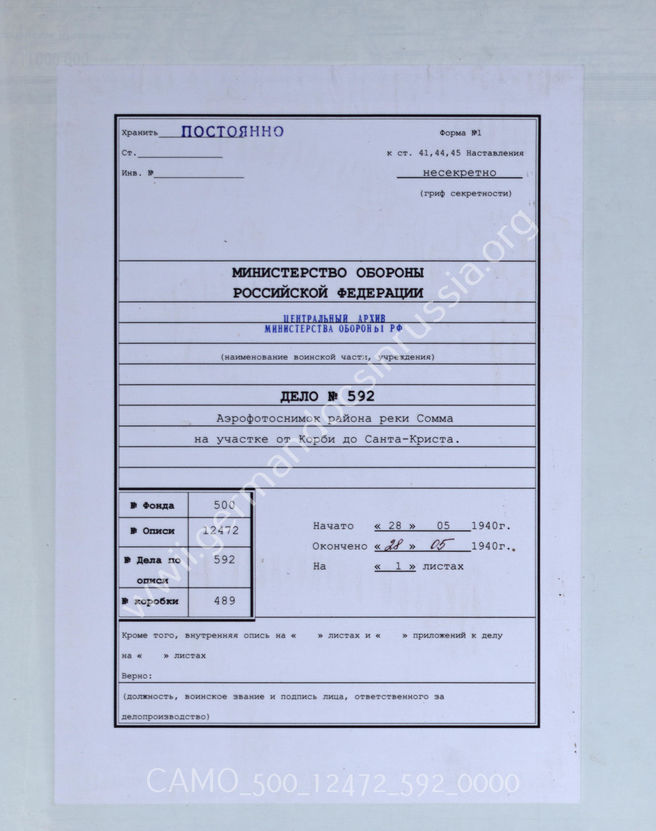 Хранить ПОСТОЯННО
Форма №1
Ст.
к ст. 41,44,45 Наставления
Инв. №
несекретно
(гриф секретности)
МИНИСТЕРСТВО ОБОРОНЫ
РОССИЙСКОЙ ФЕДЕРАЦИИ
ЦЕНТРАЛЬНЫЙ АРХИВ
МИНИСТЕРСТВА ОБОРОНЫ РФ
(наименование воинской части, учреждения)
ДЕЛО № 592
Аэрофотоснимок района реки Сомма
на участке от Корби до Санта-Криста.
№ Фонда 500
№ Описи 12472
№ Дела по описи 592
№ коробки 489
Начато « 28 » 05 1940г.
Окончено « 28 » 05 1940г.
На « 1 » листах
Кроме того, внутренняя опись на « » листах и « » приложений к делу
на « » листах
Верно:
(должность, воинское звание и подпись лица, ответственного за
делопроизводство)
wwii.germandocsinrussia.org
CAMO_500_12472_592_0000